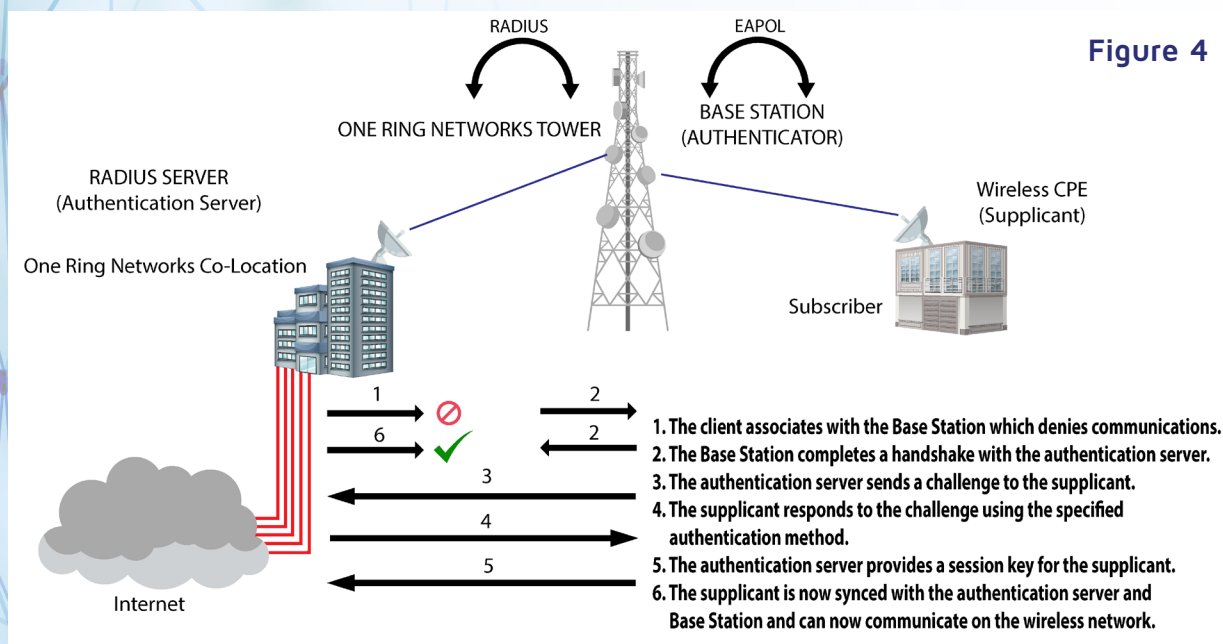 RADIUS
EAPOL
Figure 4
ONE RING NETWORKS TOWER
BASE STATION
(AUTHENTICATOR)
RADIUS SERVER
(Authentication Server)
Wireless CPE
(Supplicant)
One Ring Networks Co-Location
Subscriber
1
2
6
2
3
4
5
Internet
1. The client associates with the Base Station which denies communications.
2. The Base Station completes a handshake with the authentication server.
3. The authentication server sends a challenge to the supplicant.
4. The supplicant responds to the challenge using the specified
authentication method.
5. The authentication server provides a session key for the supplicant.
6. The supplicant is now synced with the authentication server and
Base Station and can now communicate on the wireless network.